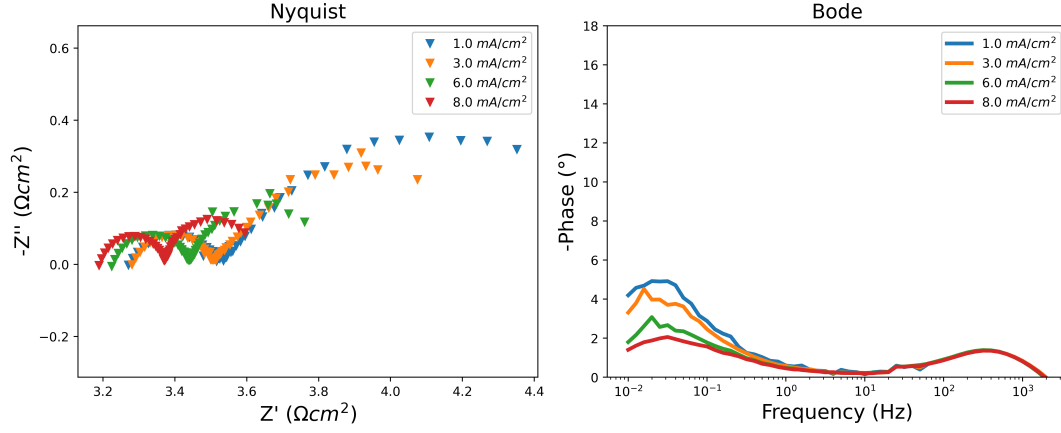 Nyquist
-Z'' (Ωcm²)
0.6
0.4
0.2
0.0
−0.2
3.2 3.4 3.6 3.8 4.0 4.2 4.4
Z' (Ωcm²)
1.0 mA/cm²
3.0 mA/cm²
6.0 mA/cm²
8.0 mA/cm²
Bode
-Phase (°)
18
16
14
12
10
8
6
4
2
0
10⁻² 10⁻¹ 10⁰ 10¹ 10² 10³
Frequency (Hz)
1.0 mA/cm²
3.0 mA/cm²
6.0 mA/cm²
8.0 mA/cm²